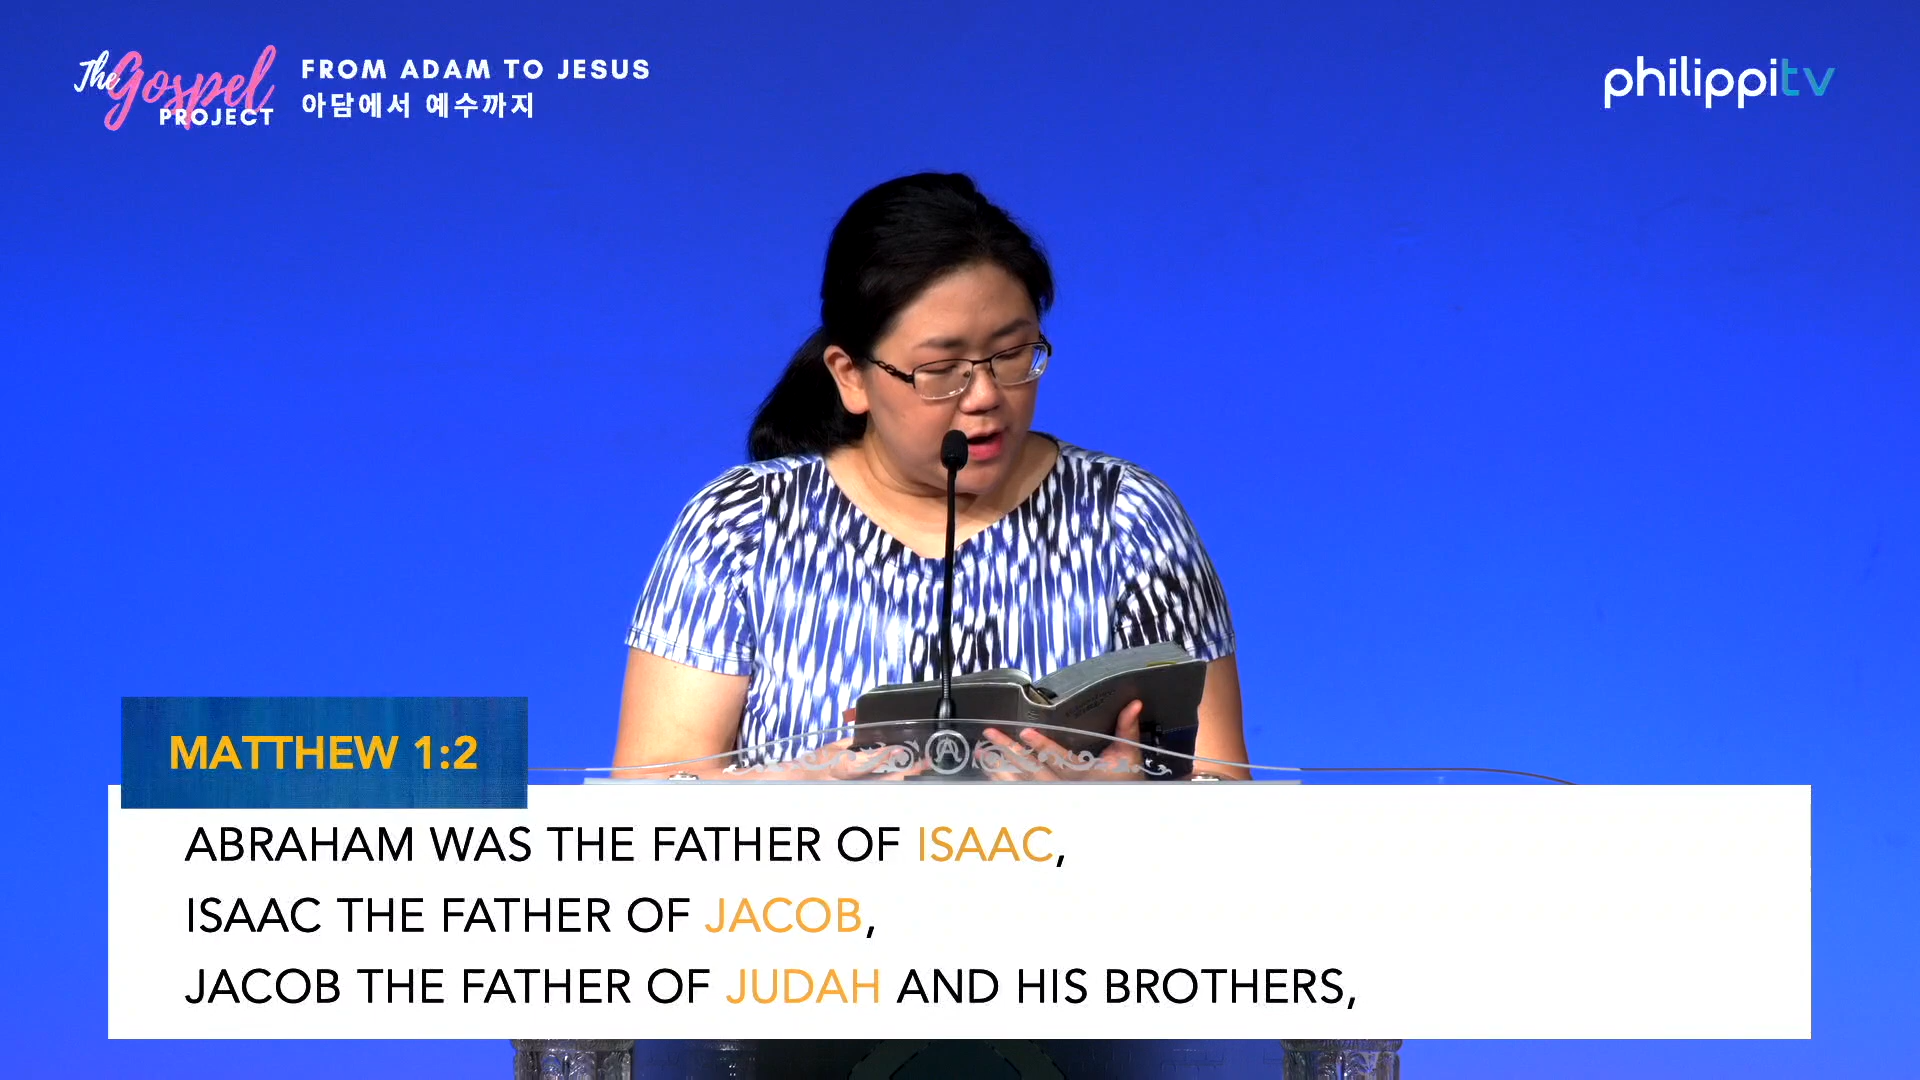 The Gospel PROJECT
FROM ADAM TO JESUS
아담에서 예수까지
philippitv
MATTHEW 1:2
ABRAHAM WAS THE FATHER OF ISAAC,
ISAAC THE FATHER OF JACOB,
JACOB THE FATHER OF JUDAH AND HIS BROTHERS,